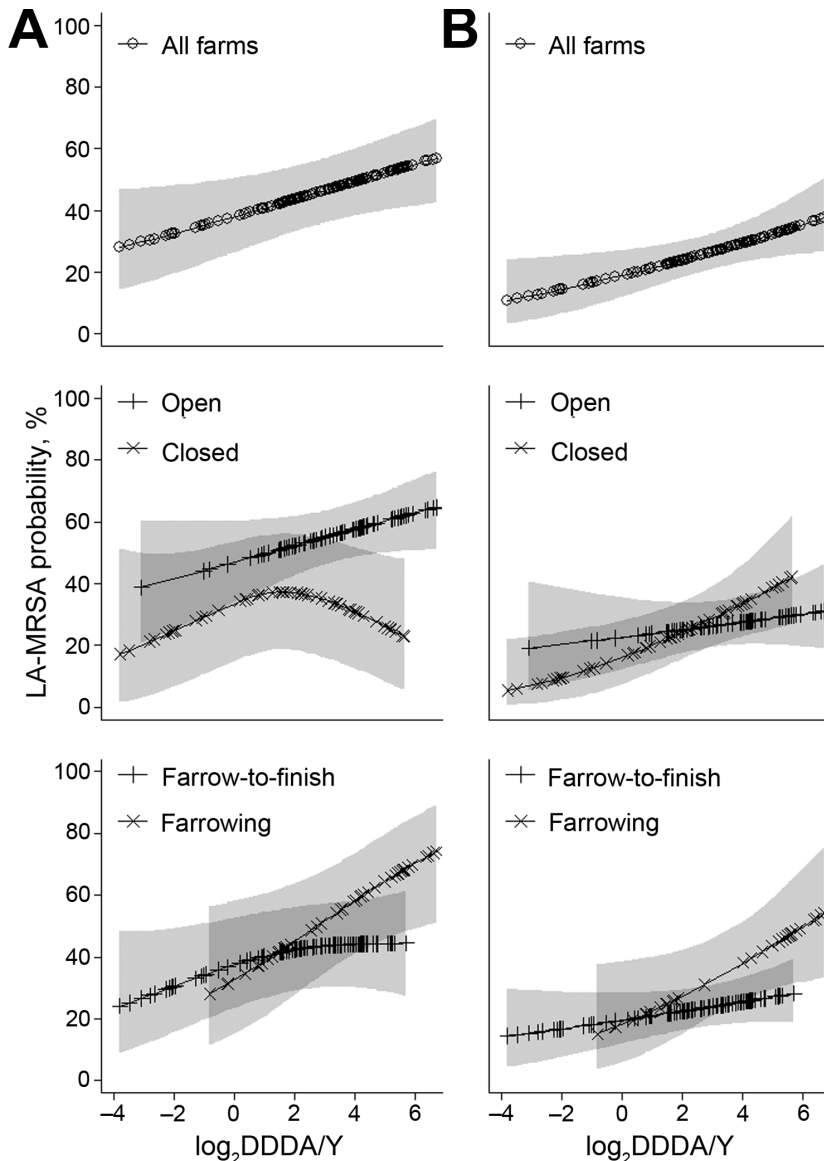 A
B
100
All farms
All farms
80
60
40
20
0
LA-MRSA probability, %
100
Open
Open
Closed
Closed
80
60
40
20
0
100
Farrow-to-finish
Farrow-to-finish
Farrowing
Farrowing
80
60
40
20
0
–4 –2 0 2 4 6
–4 –2 0 2 4 6
log₂DDDA/Y
log₂DDDA/Y